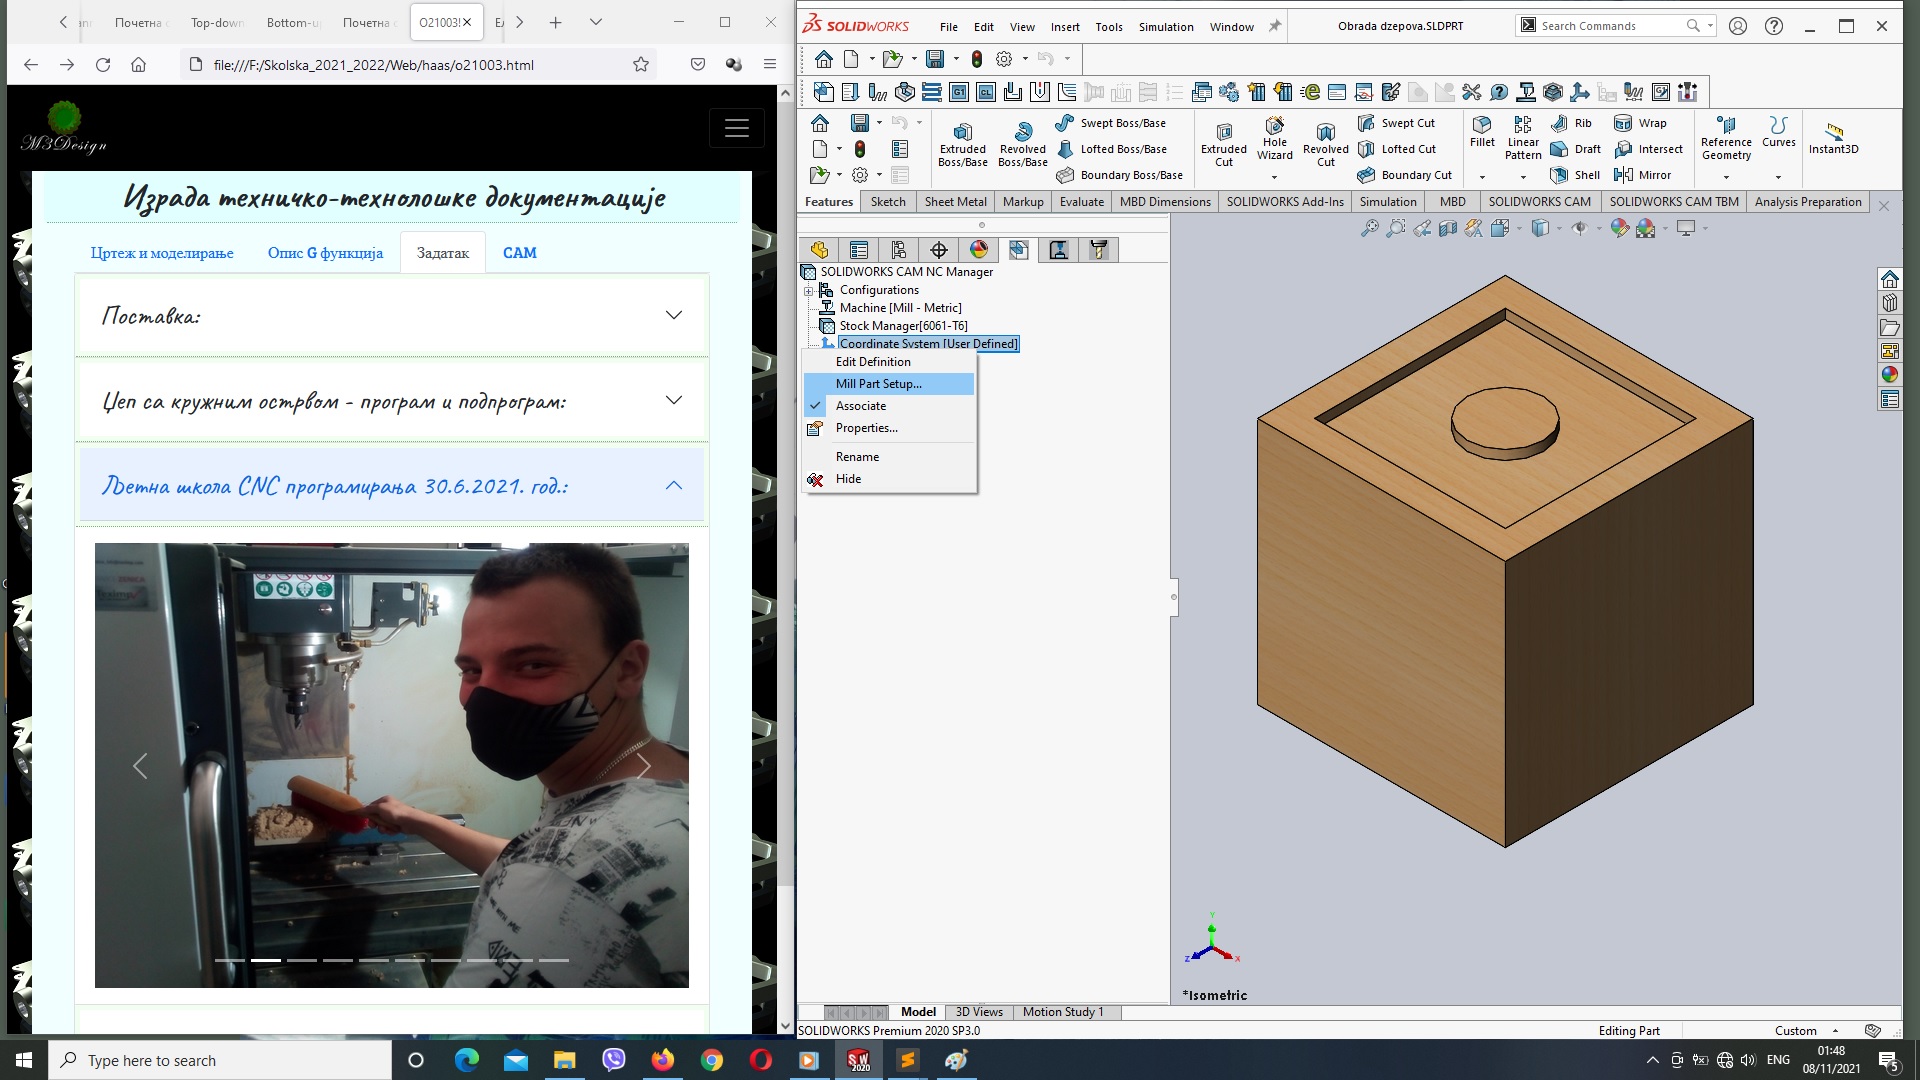 Почетна
Top-down
Bottom-u
Почетна
O21003!
file:///F:/Skolska_2021_2022/Web/haas/o21003.html
M3Design
Израда техничко-технолошке документације
Цртеж и моделирање
Опис G функција
Задатак
CAM
Поставка:
Џеп са кружним острвом - програм и подпрограм:
Љетна школа CNC програмирања 30.6.2021. год.:
SOLIDWORKS
File Edit View Insert Tools Simulation Window
Obrada dzepova.SLDPRT
Search Commands
Extruded Boss/Base
Revolved Boss/Base
Swept Boss/Base
Lofted Boss/Base
Boundary Boss/Base
Extruded Cut
Hole Wizard
Revolved Cut
Swept Cut
Lofted Cut
Boundary Cut
Fillet
Linear Pattern
Rib
Draft
Shell
Wrap
Intersect
Mirror
Reference Geometry
Curves
Instant3D
Features
Sketch
Sheet Metal
Markup
Evaluate
MBD Dimensions
SOLIDWORKS Add-Ins
Simulation
MBD
SOLIDWORKS CAM
SOLIDWORKS CAM TBM
Analysis Preparation
SOLIDWORKS CAM NC Manager
Configurations
Machine [Mill - Metric]
Stock Manager[6061-T6]
Coordinate System [User Defined]
Edit Definition
Mill Part Setup...
Associate
Properties...
Rename
Hide
Y
Z
X
*Isometric
Model
3D Views
Motion Study 1
SOLIDWORKS Premium 2020 SP3.0
Editing Part
Custom
Type here to search
SW
2020
ENG
01:48
08/11/2021
5